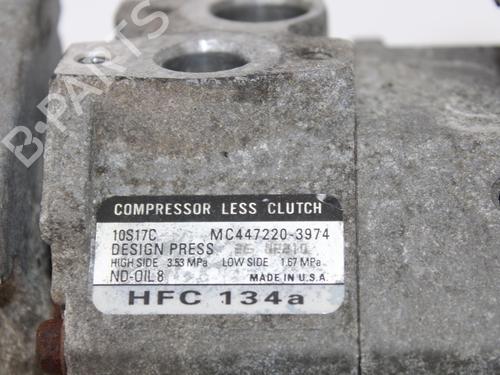 COMPRESSOR LESS CLUTCH
10S17C MC447220-3974
DESIGN PRESS
HIGH SIDE 3.53 MPa LOW SIDE 1.67 MPa
ND-OIL 8 MADE IN U.S.A.
HFC 134a
B-PARTS